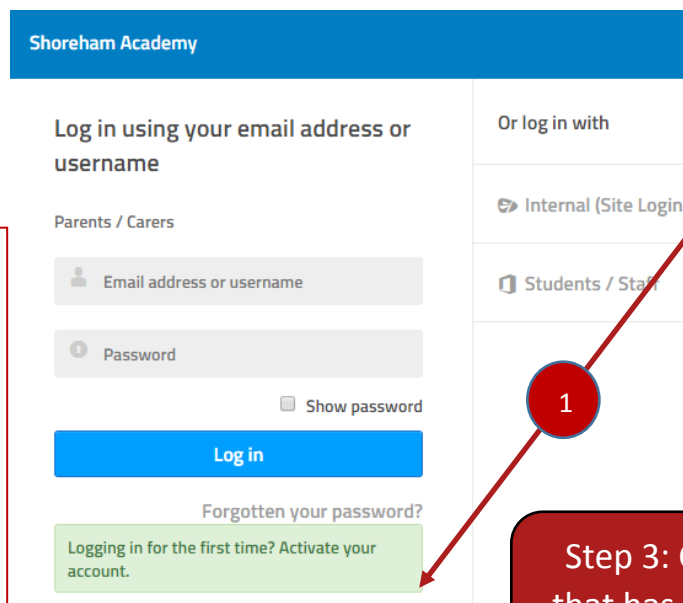 Shoreham Academy
Log in using your email address or
username
Parents / Carers
Email address or username
Password
Show password
Log in
Forgotten your password?
Logging in for the first time? Activate your
account.
Or log in with
Internal (Site Login
Students / Staff
1
Step 3:
that has